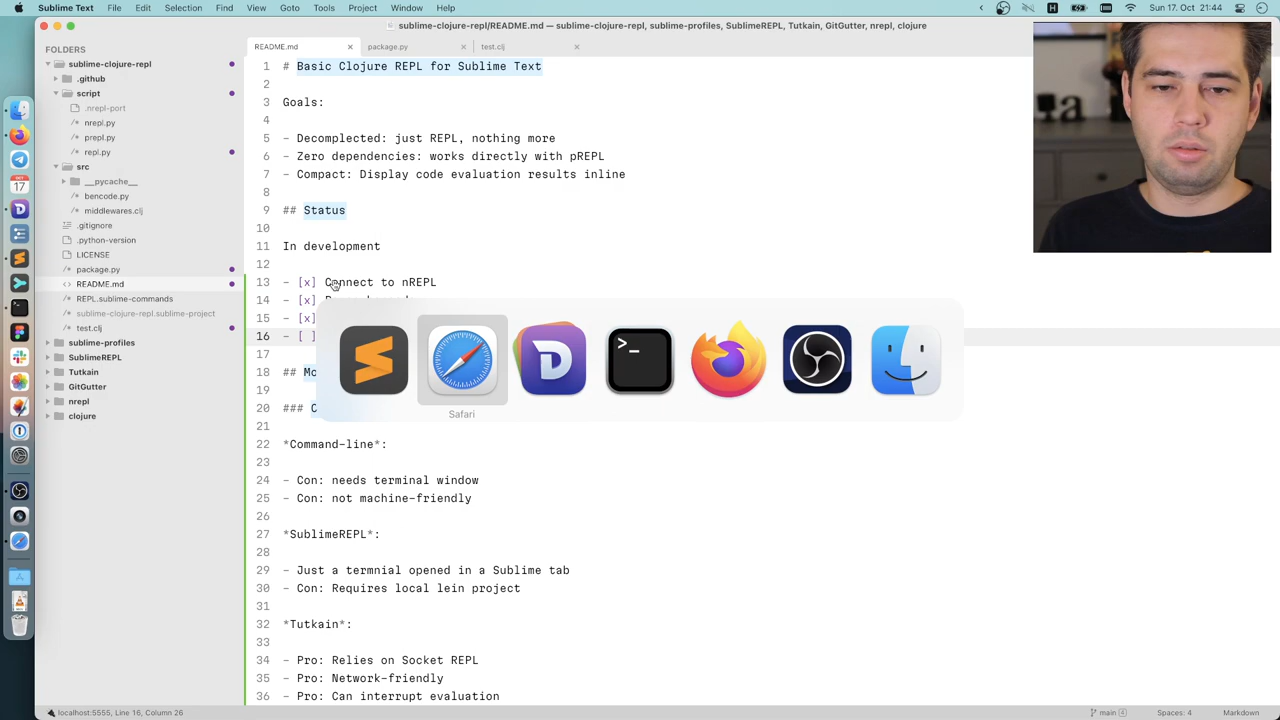 Sublime Text File Edit Selection Find View Goto Tools Project Window Help
Sun 17. Oct 21:44
sublime-clojure-repl/README.md — sublime-clojure-repl, sublime-profiles, SublimeREPL, Tutkain, GitGutter, nrepl, clojure
FOLDERS
sublime-clojure-repl
.github
script
.nrepl-port
nrepl.py
prepl.py
repl.py
src
__pycache__
bencode.py
middlewares.clj
.gitignore
.python-version
LICENSE
package.py
README.md
REPL.sublime-commands
sublime-clojure-repl.sublime-project
test.clj
sublime-profiles
SublimeREPL
Tutkain
GitGutter
nrepl
clojure
README.md
package.py
test.clj
1 # Basic Clojure REPL for Sublime Text
2
3 Goals:
4
5 - Decomplected: just REPL, nothing more
6 - Zero dependencies: works directly with pREPL
7 - Compact: Display code evaluation results inline
8
9 ## Status
10
11 In development
12
13 - [x] Connect to nREPL
14 - [x]
15 - [x]
16 - [ ]
17
18 ## Mo
19
20 ### C
21
22 *Command-line*:
23
24 - Con: needs terminal window
25 - Con: not machine-friendly
26
27 *SublimeREPL*:
28
29 - Just a termnial opened in a Sublime tab
30 - Con: Requires local lein project
31
32 *Tutkain*:
33
34 - Pro: Relies on Socket REPL
35 - Pro: Network-friendly
36 - Pro: Can interrupt evaluation
Safari
localhost:5555, Line 16, Column 26
main 4
Spaces: 4
Markdown